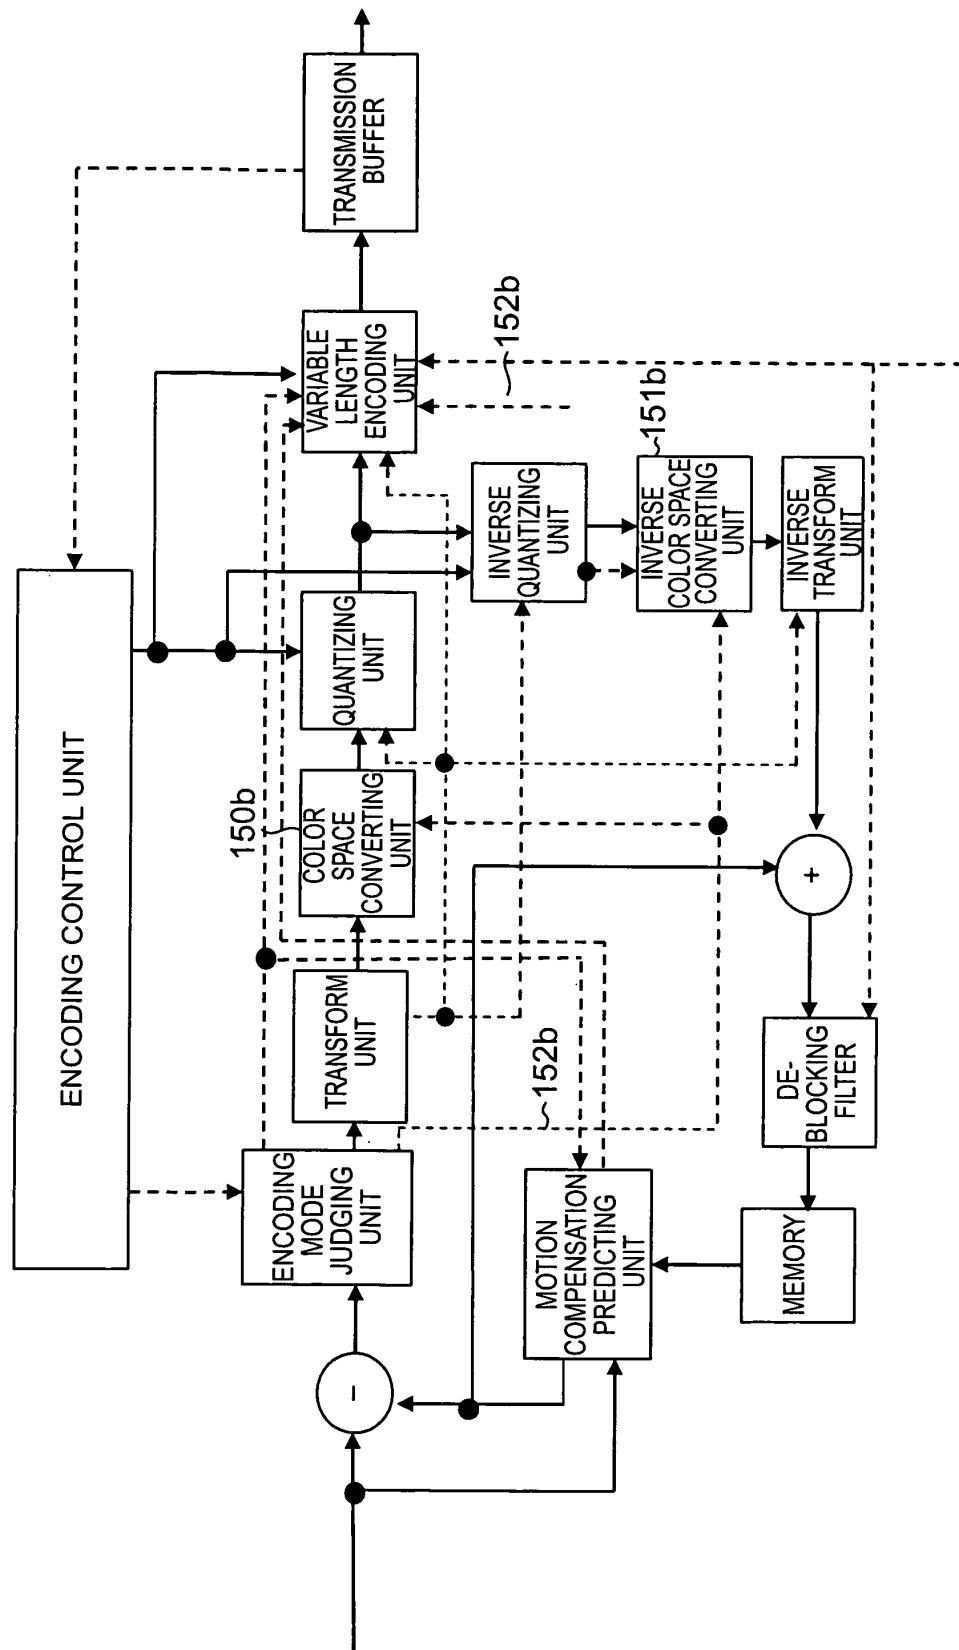 ENCODING CONTROL UNIT
TRANSMISSION
BUFFER
VARIABLE
LENGTH
ENCODING
UNIT
152b
QUANTIZING
UNIT
150b
COLOR
SPACE
CONVERTING
UNIT
TRANSFORM
UNIT
ENCODING
MODE
JUDGING
UNIT
-
INVERSE
QUANTIZING
UNIT
151b
INVERSE
COLOR SPACE
CONVERTING
UNIT
INVERSE
TRANSFORM
UNIT
+
152b
MOTION
COMPENSATION
PREDICTING
UNIT
DE-
BLOCKING
FILTER
MEMORY